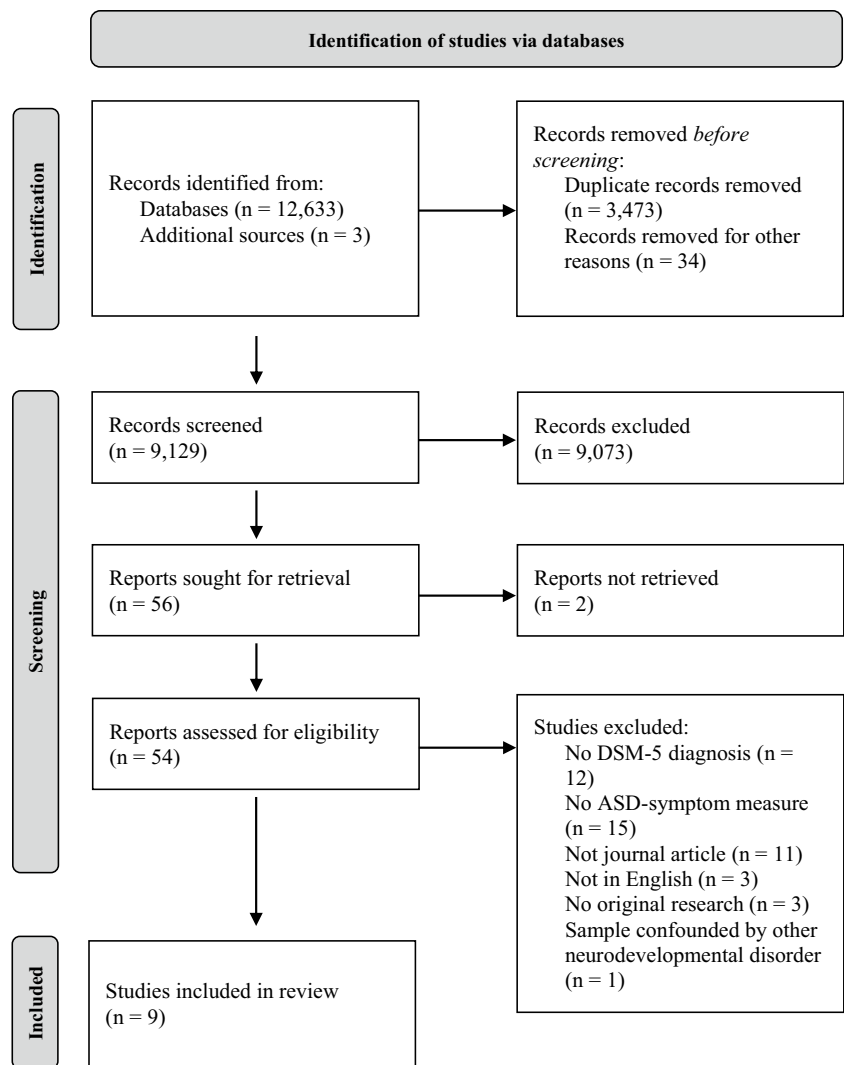 Identification of studies via databases
Identification
Records identified from:
Databases (n = 12,633)
Additional sources (n = 3)
Records removed before
screening:
Duplicate records removed
(n = 3,473)
Records removed for other
reasons (n = 34)
Screening
Records screened
(n = 9,129)
Records excluded
(n = 9,073)
Reports sought for retrieval
(n = 56)
Reports not retrieved
(n = 2)
Reports assessed for eligibility
(n = 54)
Studies excluded:
No DSM-5 diagnosis (n =
12)
No ASD-symptom measure
(n = 15)
Not journal article (n = 11)
Not in English (n = 3)
No original research (n = 3)
Sample confounded by other
neurodevelopmental disorder
(n = 1)
Included
Studies included in review
(n = 9)